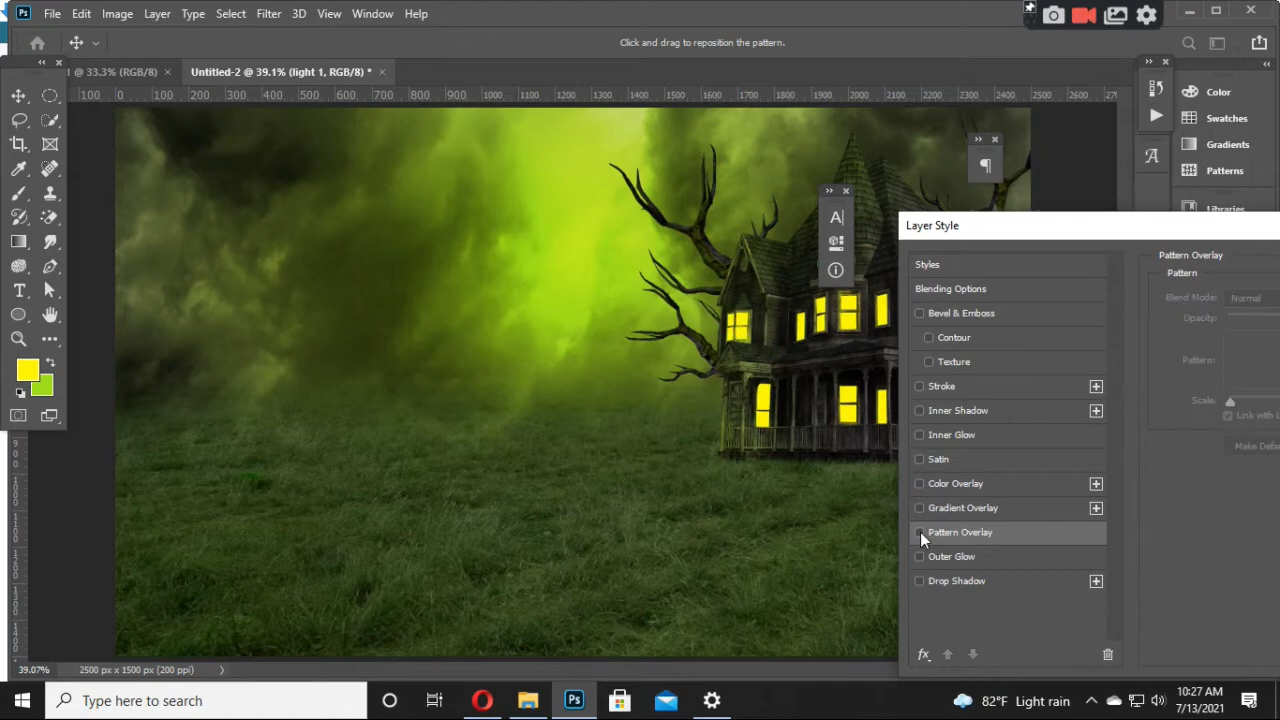 Ps File Edit Image Layer Type Select Filter 3D View Window Help
Click and drag to reposition the pattern.
@ 33.3% (RGB/8) × Untitled-2 @ 39.1% (light 1, RGB/8) * ×
100 0 100 200 300 400 500 600 700 800 900 1000 1100 1200 1300 1400 1500 1600 1700 1800 1900 2000 2100 2200 2300 2400 2500 2600
Color
Swatches
Gradients
Patterns
Libraries
Layer Style
Styles
Blending Options
Bevel & Emboss
Contour
Texture
Stroke
Inner Shadow
Inner Glow
Satin
Color Overlay
Gradient Overlay
Pattern Overlay
Outer Glow
Drop Shadow
fx
Pattern Overlay
Pattern
Blend Mode: Normal
Opacity:
Pattern:
Scale:
Link with L
Make Defa
39.07% 2500 px x 1500 px (200 ppi)
Type here to search
Ps
82°F Light rain
10:27 AM
7/13/2021